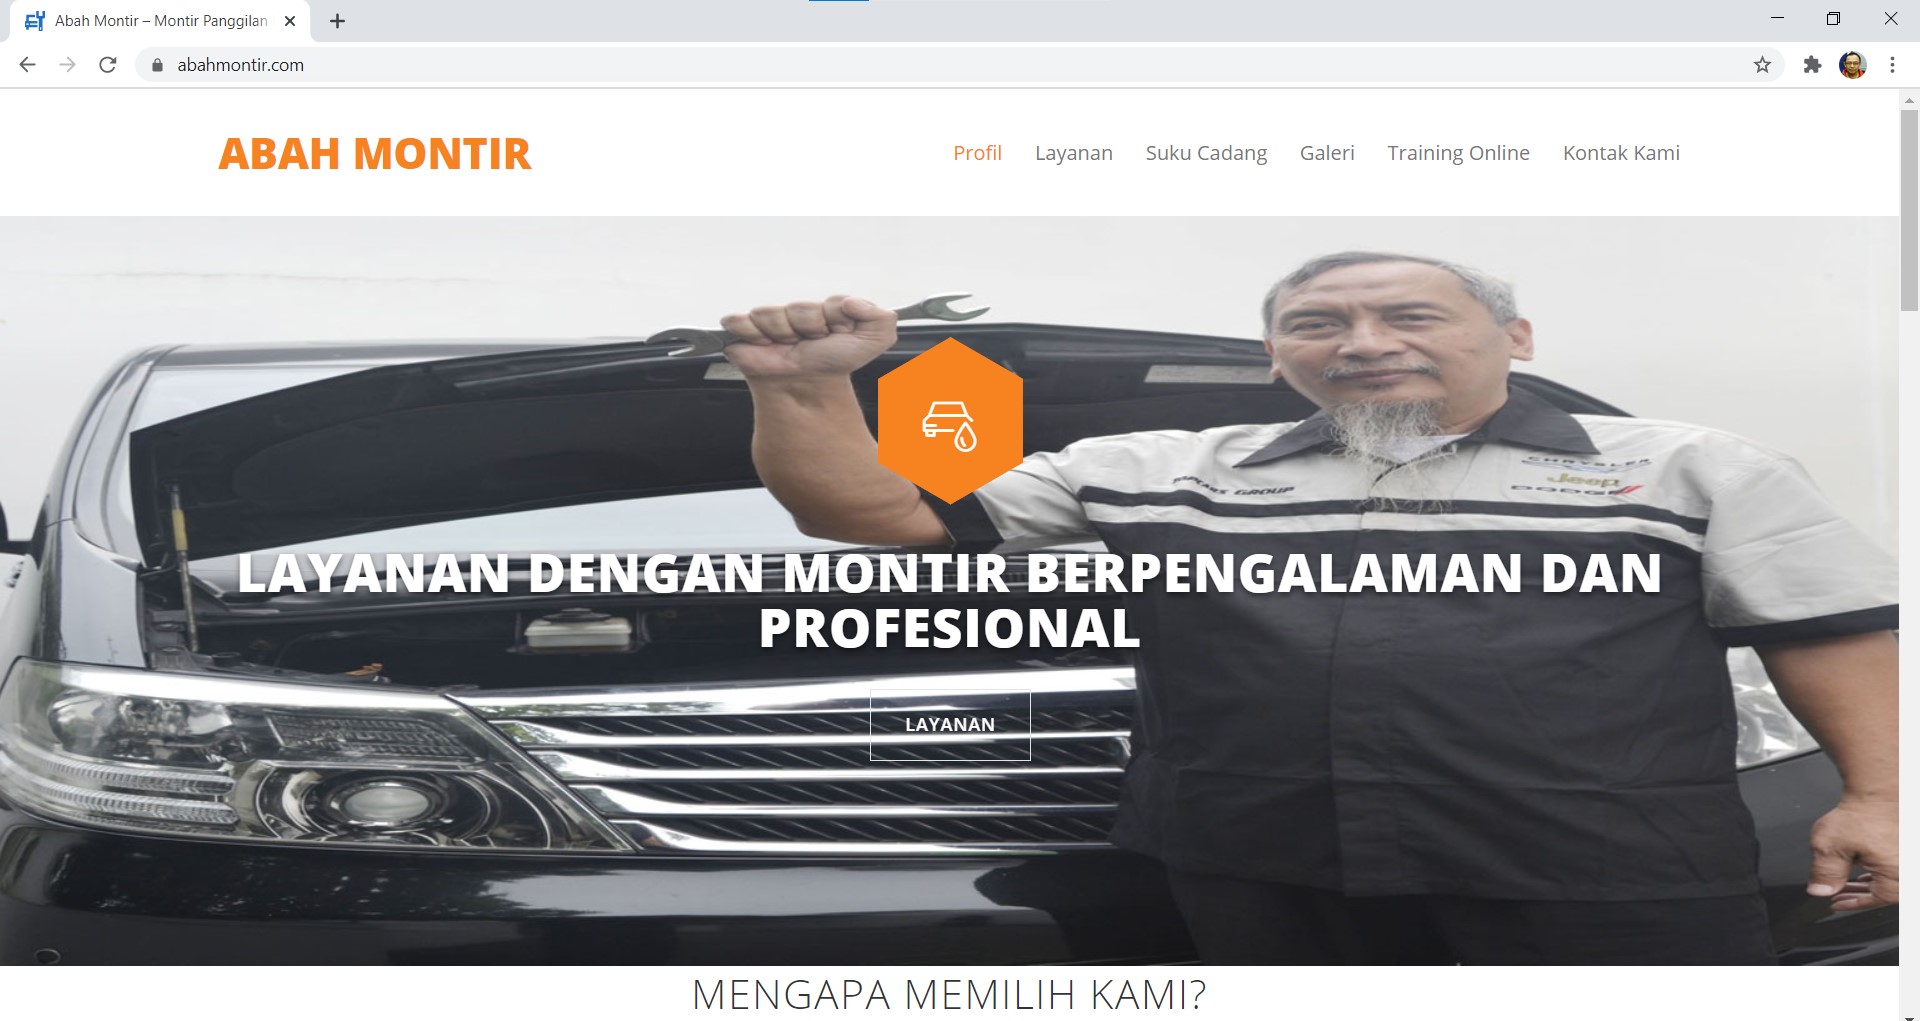 Abah Montir – Montir Panggilan
abahmontir.com
ABAH MONTIR
Profil
Layanan
Suku Cadang
Galeri
Training Online
Kontak Kami
CHRYSLER
Jeep
DODGE
GROUP
LAYANAN DENGAN MONTIR BERPENGALAMAN DAN
PROFESIONAL
LAYANAN
MENGAPA MEMILIH KAMI?